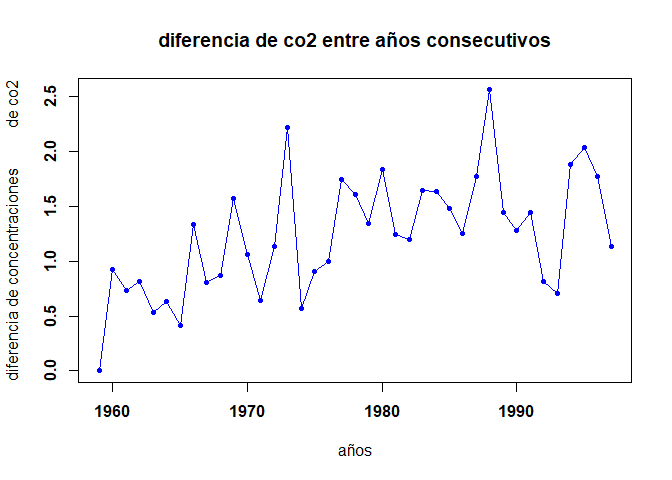 diferencia de co2 entre años consecutivos
diferencia de concentraciones de co2
2.5
2.0
1.5
1.0
0.5
0.0
1960 1970 1980 1990
años